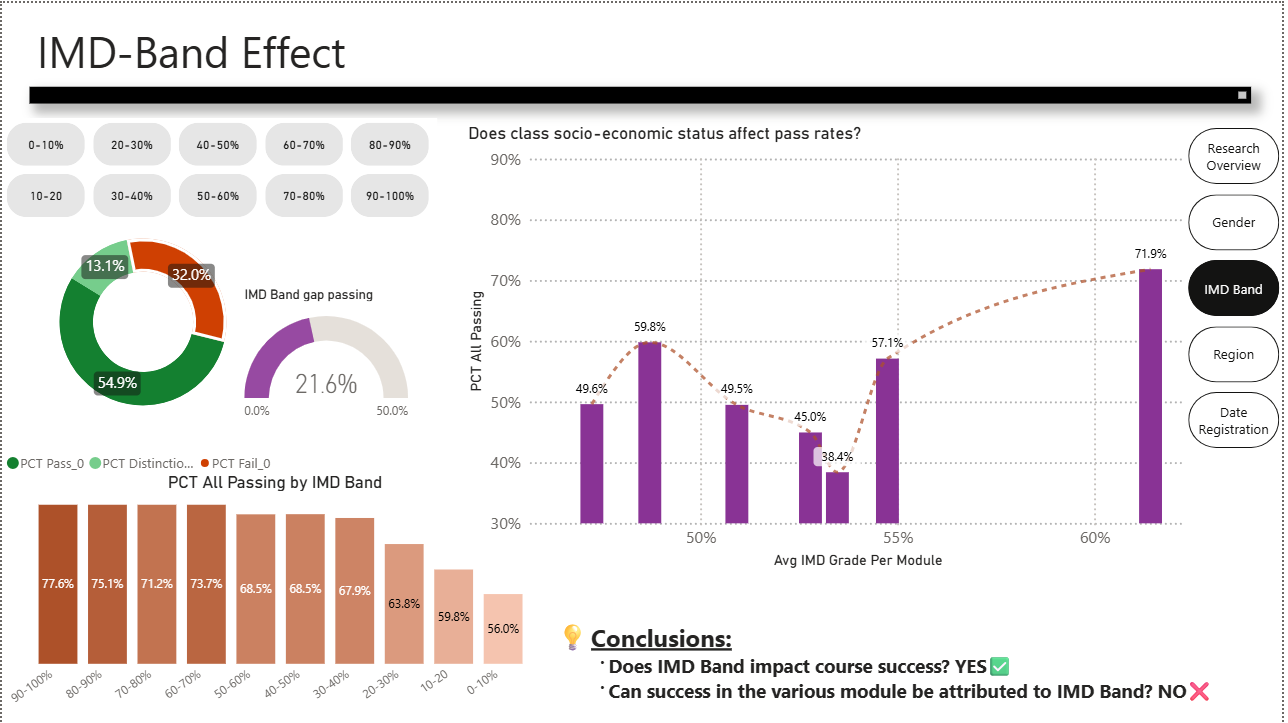 IMD-Band Effect
0-10%
20-30%
40-50%
60-70%
80-90%
10-20
30-40%
50-60%
70-80%
90-100%
13.1%
32.0%
54.9%
IMD Band gap passing
21.6%
0.0%
50.0%
PCT Pass_0
PCT Distinctio...
PCT Fail_0
PCT All Passing by IMD Band
77.6%
75.1%
71.2%
73.7%
68.5%
68.5%
67.9%
63.8%
59.8%
56.0%
90-100%
80-90%
70-80%
60-70%
50-60%
40-50%
30-40%
20-30%
10-20
0-10%
Does class socio-economic status affect pass rates?
PCT All Passing
90%
80%
70%
60%
50%
40%
30%
49.6%
59.8%
49.5%
45.0%
38.4%
57.1%
71.9%
50%
55%
60%
Avg IMD Grade Per Module
Research
Overview
Gender
IMD Band
Region
Date
Registration
💡 Conclusions:
· Does IMD Band impact course success? YES✅
· Can success in the various module be attributed to IMD Band? NO❌